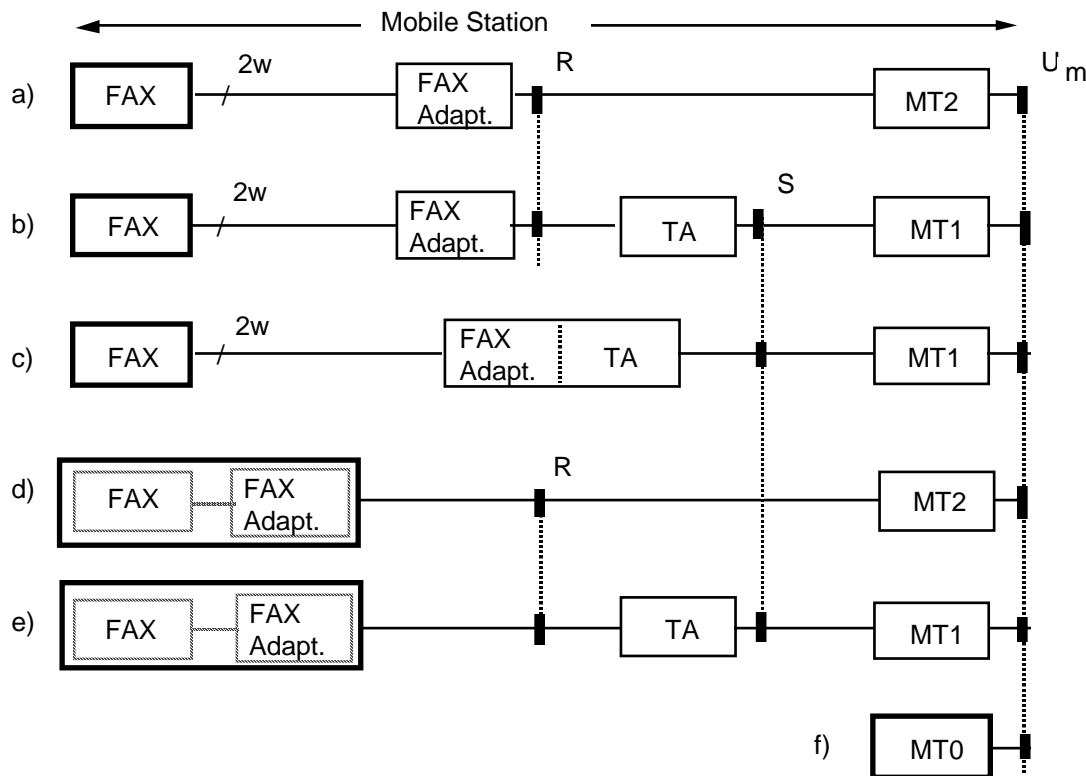 Mobile Station
R
U m
2w
a)
FAX
FAX
Adapt.
MT2
2w
S
b)
FAX
FAX
Adapt.
TA
MT1
2w
c)
FAX
FAX
Adapt.
TA
MT1
R
d)
FAX
FAX
Adapt.
MT2
e)
FAX
FAX
Adapt.
TA
MT1
f)
MT0